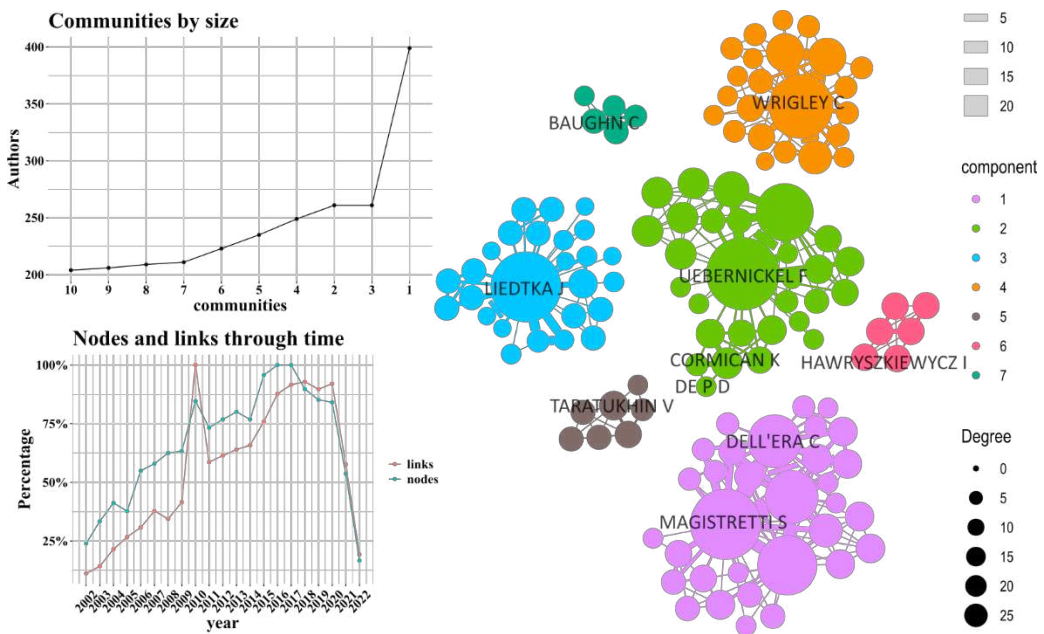 Communities by size
400
350
300
250
200
Authors
10 9 8 7 6 5 4 2 3 1
communities
Nodes and links through time
100%
75%
50%
25%
Percentage
2002 2003 2004 2005 2006 2007 2008 2009 2010 2011 2012 2013 2014 2015 2016 2017 2018 2019 2020 2021 2022
year
links
nodes
BAUGHN C
WRIGLEY C
LIEDTKA J
UEBERNICKEL F
CORMICAN K
DE P D
HAWRYSZKIEWYCZ I
TARATUKHIN V
DELL'ERA C
MAGISTRETTI S
5
10
15
20
component
1
2
3
4
5
6
7
Degree
0
5
10
15
20
25